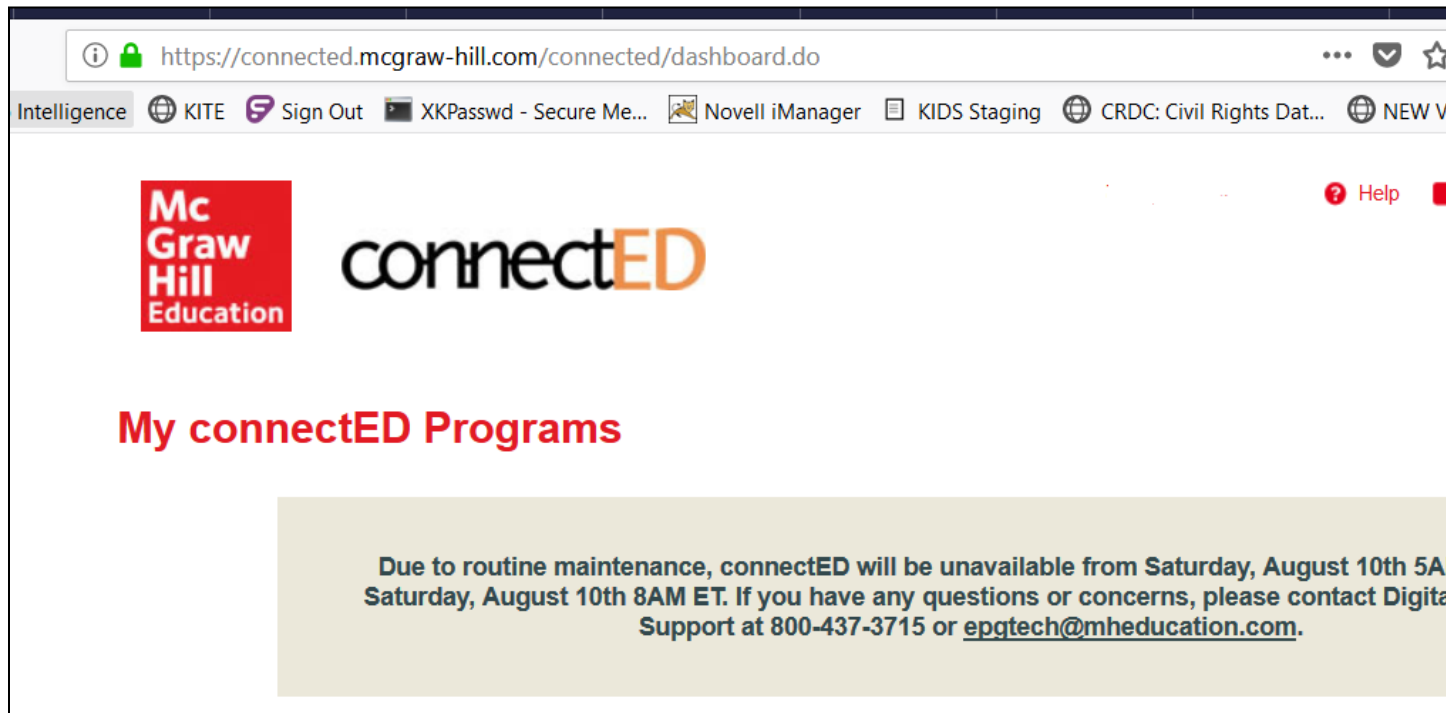 https://connected.mcgraw-hill.com/connected/dashboard.do
Intelligence KITE Sign Out XKPasswd - Secure Me... Novell iManager KIDS Staging CRDC: Civil Rights Dat... NEW V
Help
Mc
Graw
Hill
Education
connectED
My connectED Programs
Due to routine maintenance, connectED will be unavailable from Saturday, August 10th 5A
Saturday, August 10th 8AM ET. If you have any questions or concerns, please contact Digita
Support at 800-437-3715 or epgtech@mheducation.com.